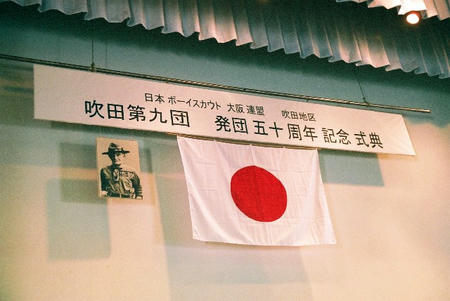 日本 ボーイスカウト 大阪 連盟 吹田地区
吹田第九団 発団 五十 周年 記念 式典